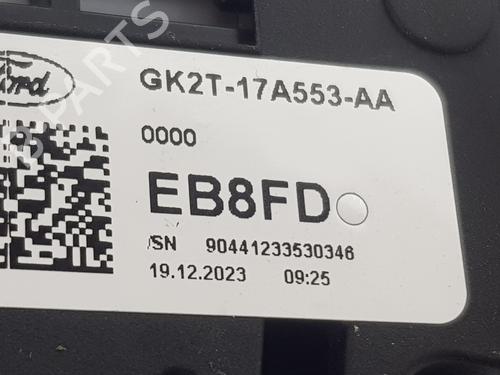 Ford
GK2T-17A553-AA
0000
EB8FD
/SN 90441233530346
19.12.2023 09:25